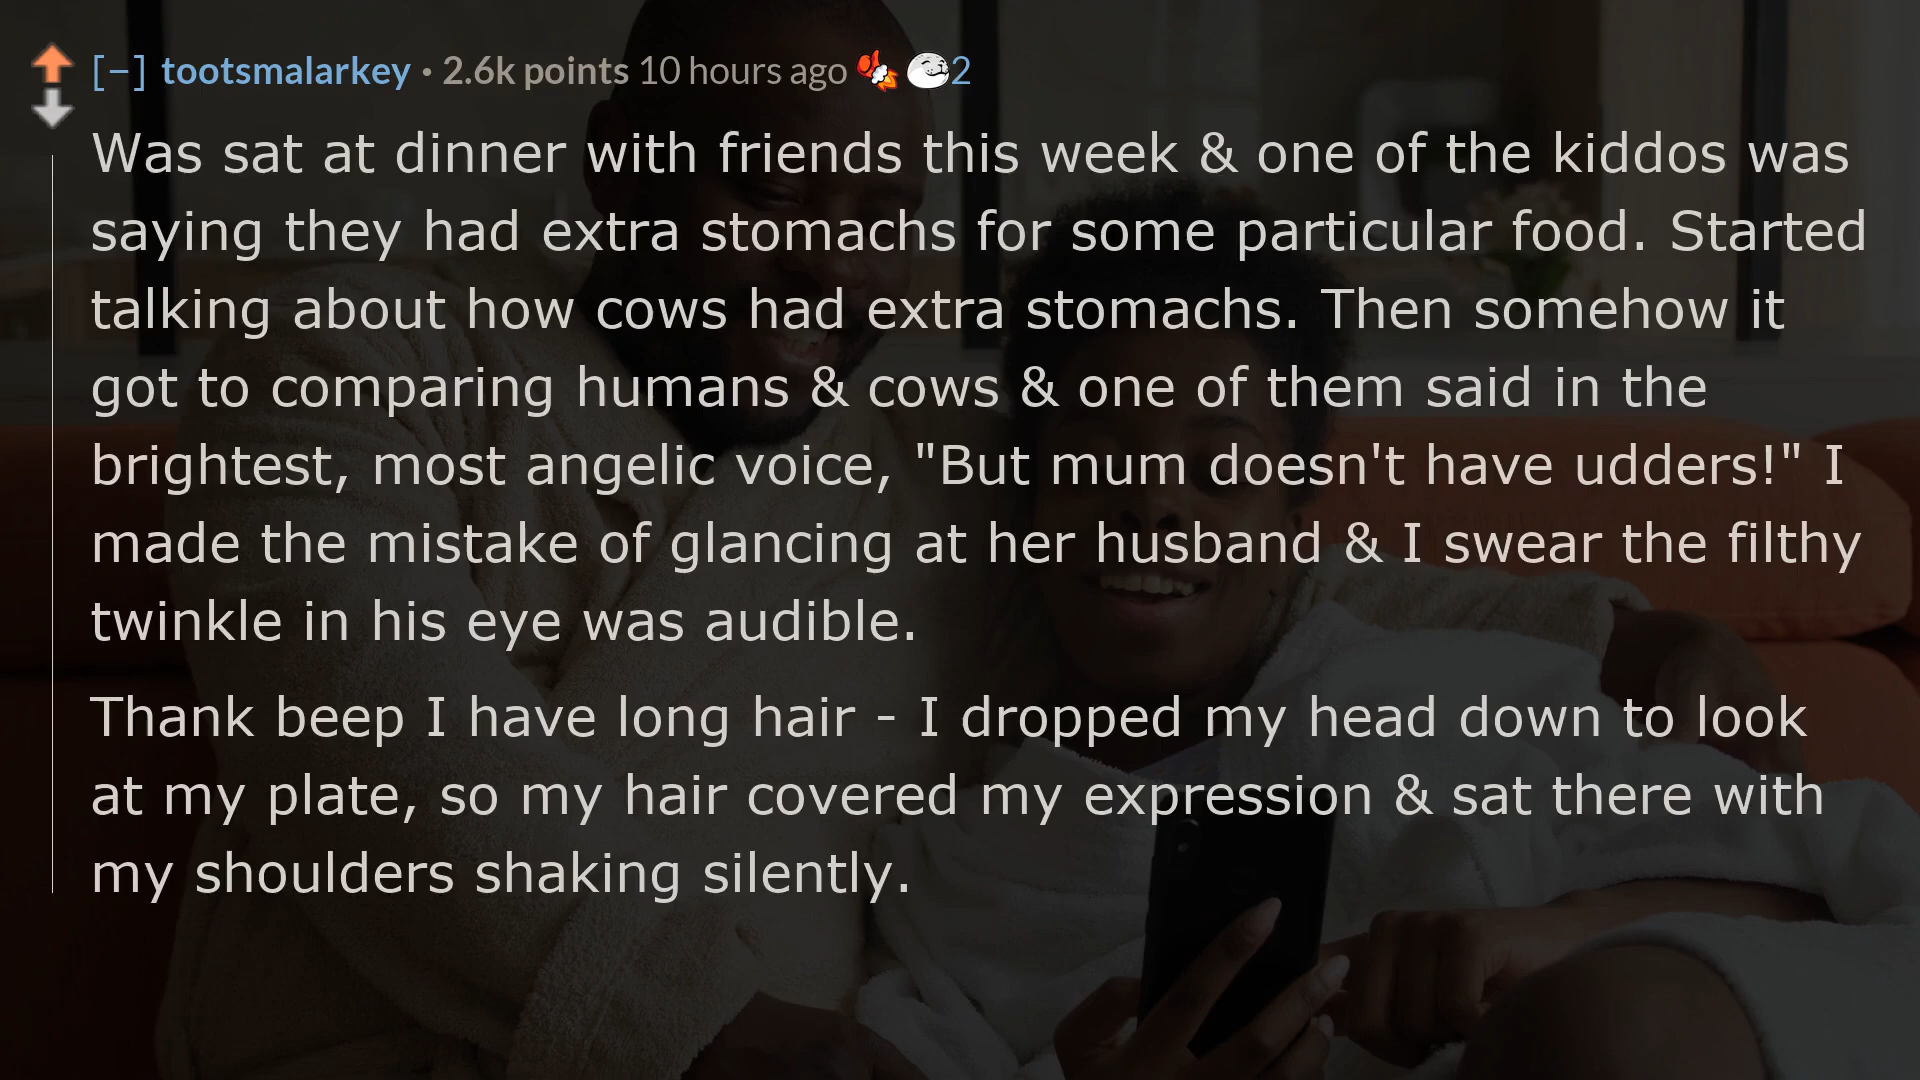 [–] tootsmalarkey · 2.6k points 10 hours ago 2
Was sat at dinner with friends this week & one of the kiddos was
saying they had extra stomachs for some particular food. Started
talking about how cows had extra stomachs. Then somehow it
got to comparing humans & cows & one of them said in the
brightest, most angelic voice, "But mum doesn't have udders!" I
made the mistake of glancing at her husband & I swear the filthy
twinkle in his eye was audible.
Thank beep I have long hair - I dropped my head down to look
at my plate, so my hair covered my expression & sat there with
my shoulders shaking silently.